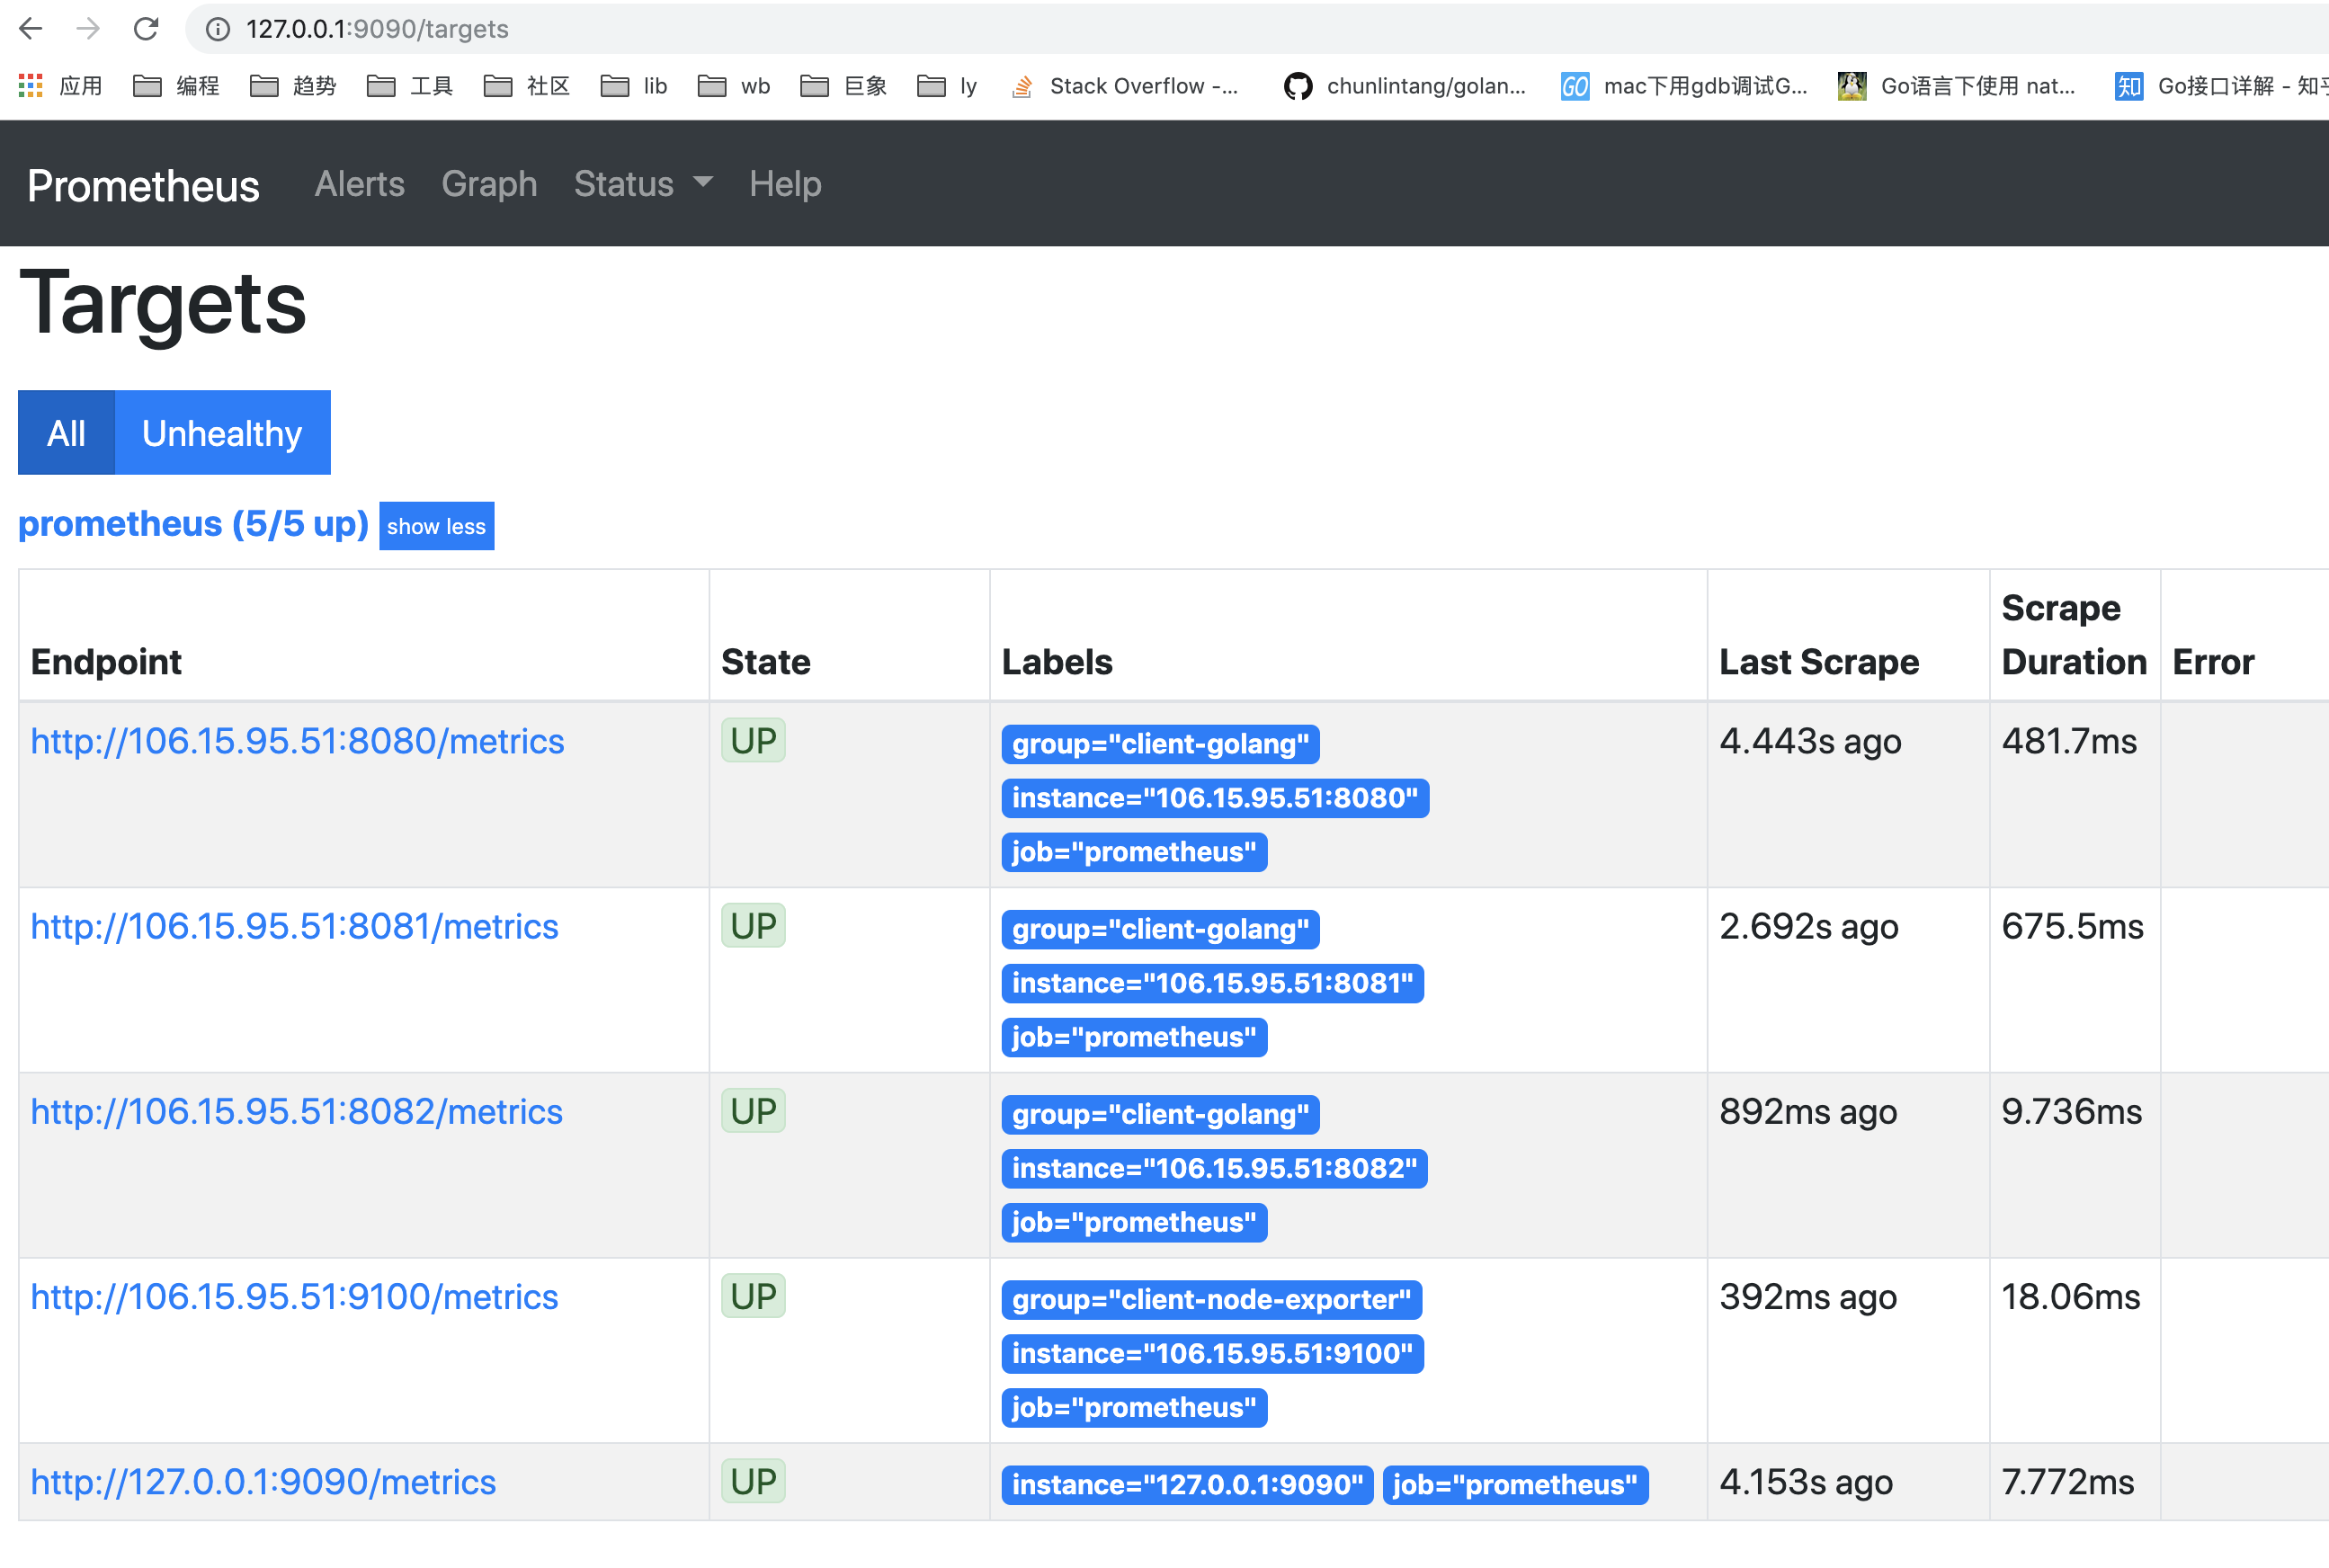 127.0.0.1:9090/targets
应用 编程 趋势 工具 社区 lib wb 巨象 ly Stack Overflow -... chunlintang/golan... GO mac下用gdb调试G... Go语言下使用 nat... 知 Go接口详解 - 知乎
Prometheus Alerts Graph Status Help
Targets
All Unhealthy
prometheus (5/5 up) show less
Endpoint State Labels Last Scrape Scrape Duration Error
http://106.15.95.51:8080/metrics UP group="client-golang" 4.443s ago 481.7ms
instance="106.15.95.51:8080"
job="prometheus"
http://106.15.95.51:8081/metrics UP group="client-golang" 2.692s ago 675.5ms
instance="106.15.95.51:8081"
job="prometheus"
http://106.15.95.51:8082/metrics UP group="client-golang" 892ms ago 9.736ms
instance="106.15.95.51:8082"
job="prometheus"
http://106.15.95.51:9100/metrics UP group="client-node-exporter" 392ms ago 18.06ms
instance="106.15.95.51:9100"
job="prometheus"
http://127.0.0.1:9090/metrics UP instance="127.0.0.1:9090" job="prometheus" 4.153s ago 7.772ms